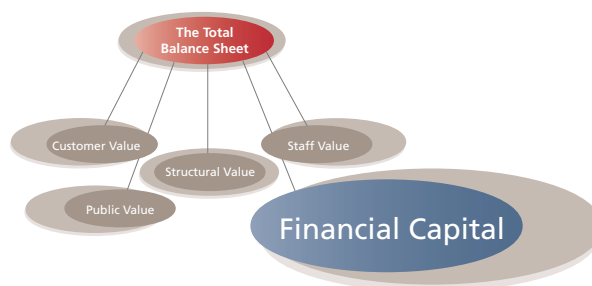 The Total
Balance Sheet
Customer Value
Staff Value
Structural Value
Public Value
Financial Capital